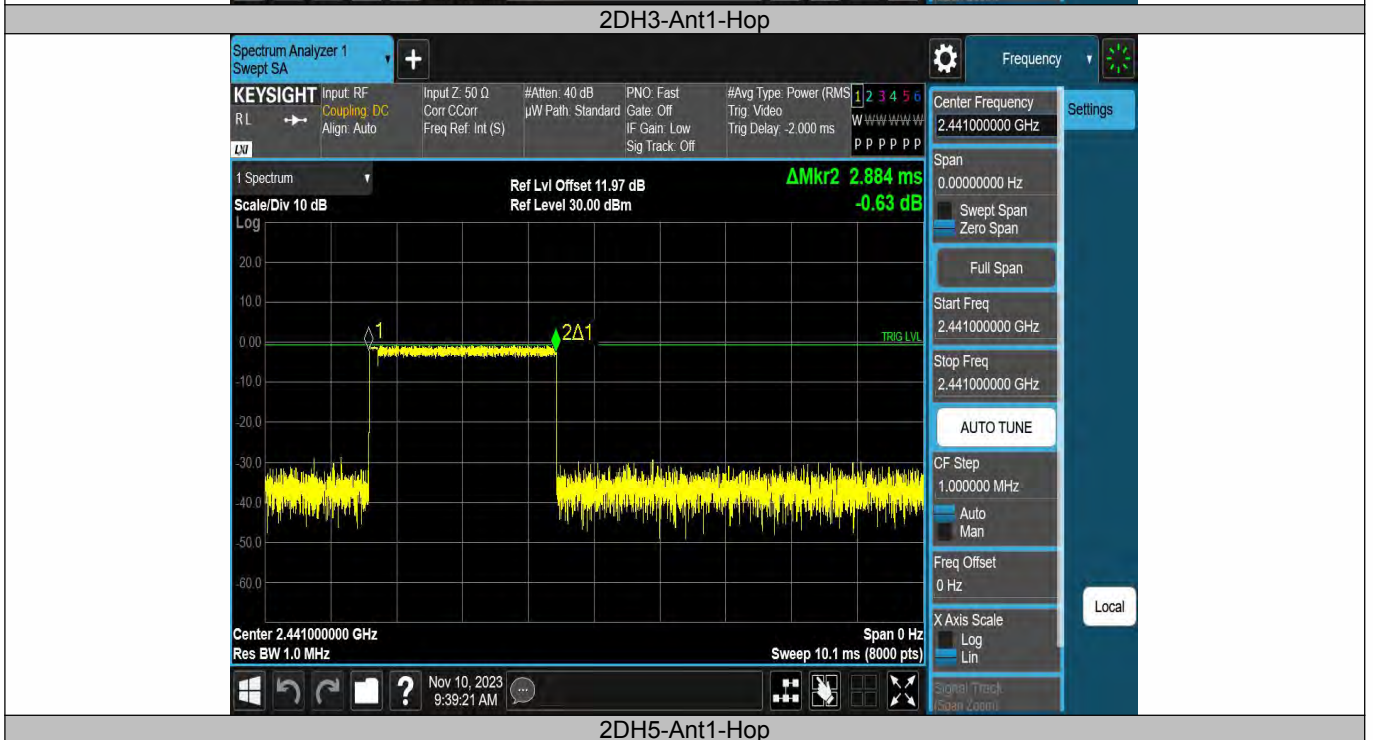 2DH3-Ant1-Hop
Spectrum Analyzer 1
Swept SA
+
Frequency
KEYSIGHT
RL
LXI
Input: RF
Coupling: DC
Align: Auto
Input Z: 50 Ω
Corr CCorr
Freq Ref: Int (S)
#Atten: 40 dB
µW Path: Standard
PNO: Fast
Gate: Off
IF Gain: Low
Sig Track: Off
#Avg Type: Power (RMS
Trig: Video
Trig Delay: -2.000 ms
1 2 3 4 5 6
W W W W W W
P P P P P P
1 Spectrum
Scale/Div 10 dB
Log
Ref Lvl Offset 11.97 dB
Ref Level 30.00 dBm
ΔMkr2 2.884 ms
-0.63 dB
20.0
10.0
0.00
-10.0
-20.0
-30.0
-40.0
-50.0
-60.0
1
2Δ1
TRIG LVL
Center 2.441000000 GHz
Res BW 1.0 MHz
Span 0 Hz
Sweep 10.1 ms (8000 pts)
Center Frequency
2.441000000 GHz
Settings
Span
0.00000000 Hz
Swept Span
Zero Span
Full Span
Start Freq
2.441000000 GHz
Stop Freq
2.441000000 GHz
AUTO TUNE
CF Step
1.000000 MHz
Auto
Man
Freq Offset
0 Hz
X Axis Scale
Log
Lin
Signal Track
(Span Zoom)
Local
?
Nov 10, 2023
9:39:21 AM
2DH5-Ant1-Hop